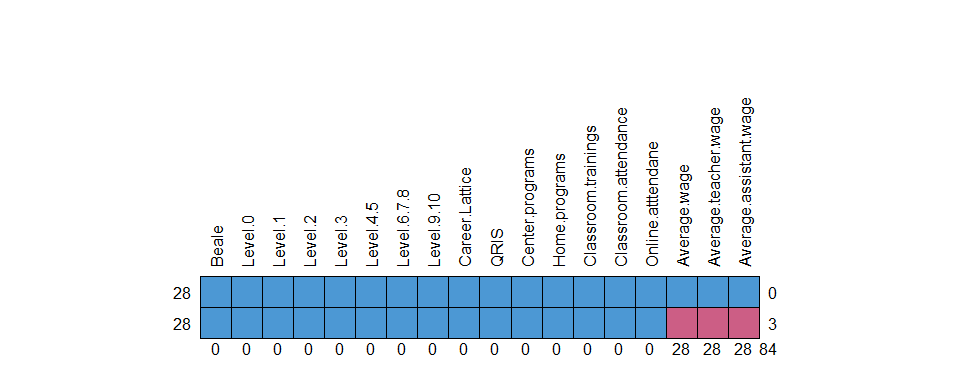 Beale
Level.0
Level.1
Level.2
Level.3
Level.4.5
Level.6.7.8
Level.9.10
Career.Lattice
QRIS
Center.programs
Home.programs
Classroom.trainings
Classroom.attendance
Online.atttendane
Average.wage
Average.teacher.wage
Average.assistant.wage
28 0
28 3
0 0 0 0 0 0 0 0 0 0 0 0 0 0 0 28 28 28 84